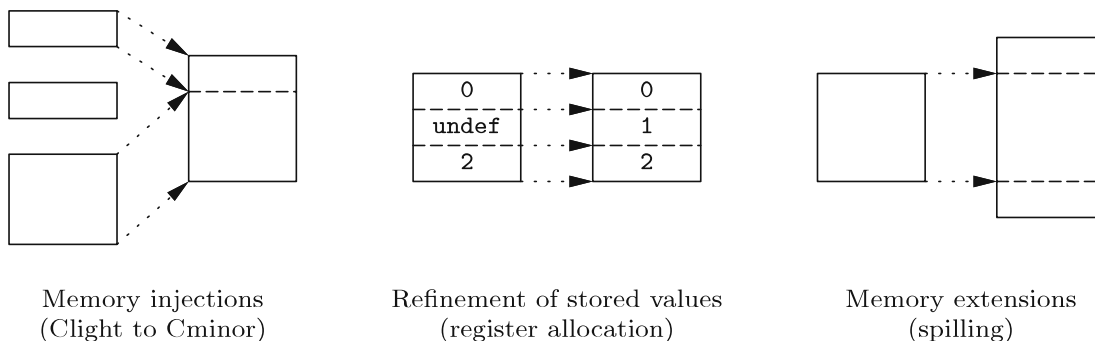 0 0
undef 1
2 2
Memory injections
(Clight to Cminor)
Refinement of stored values
(register allocation)
Memory extensions
(spilling)